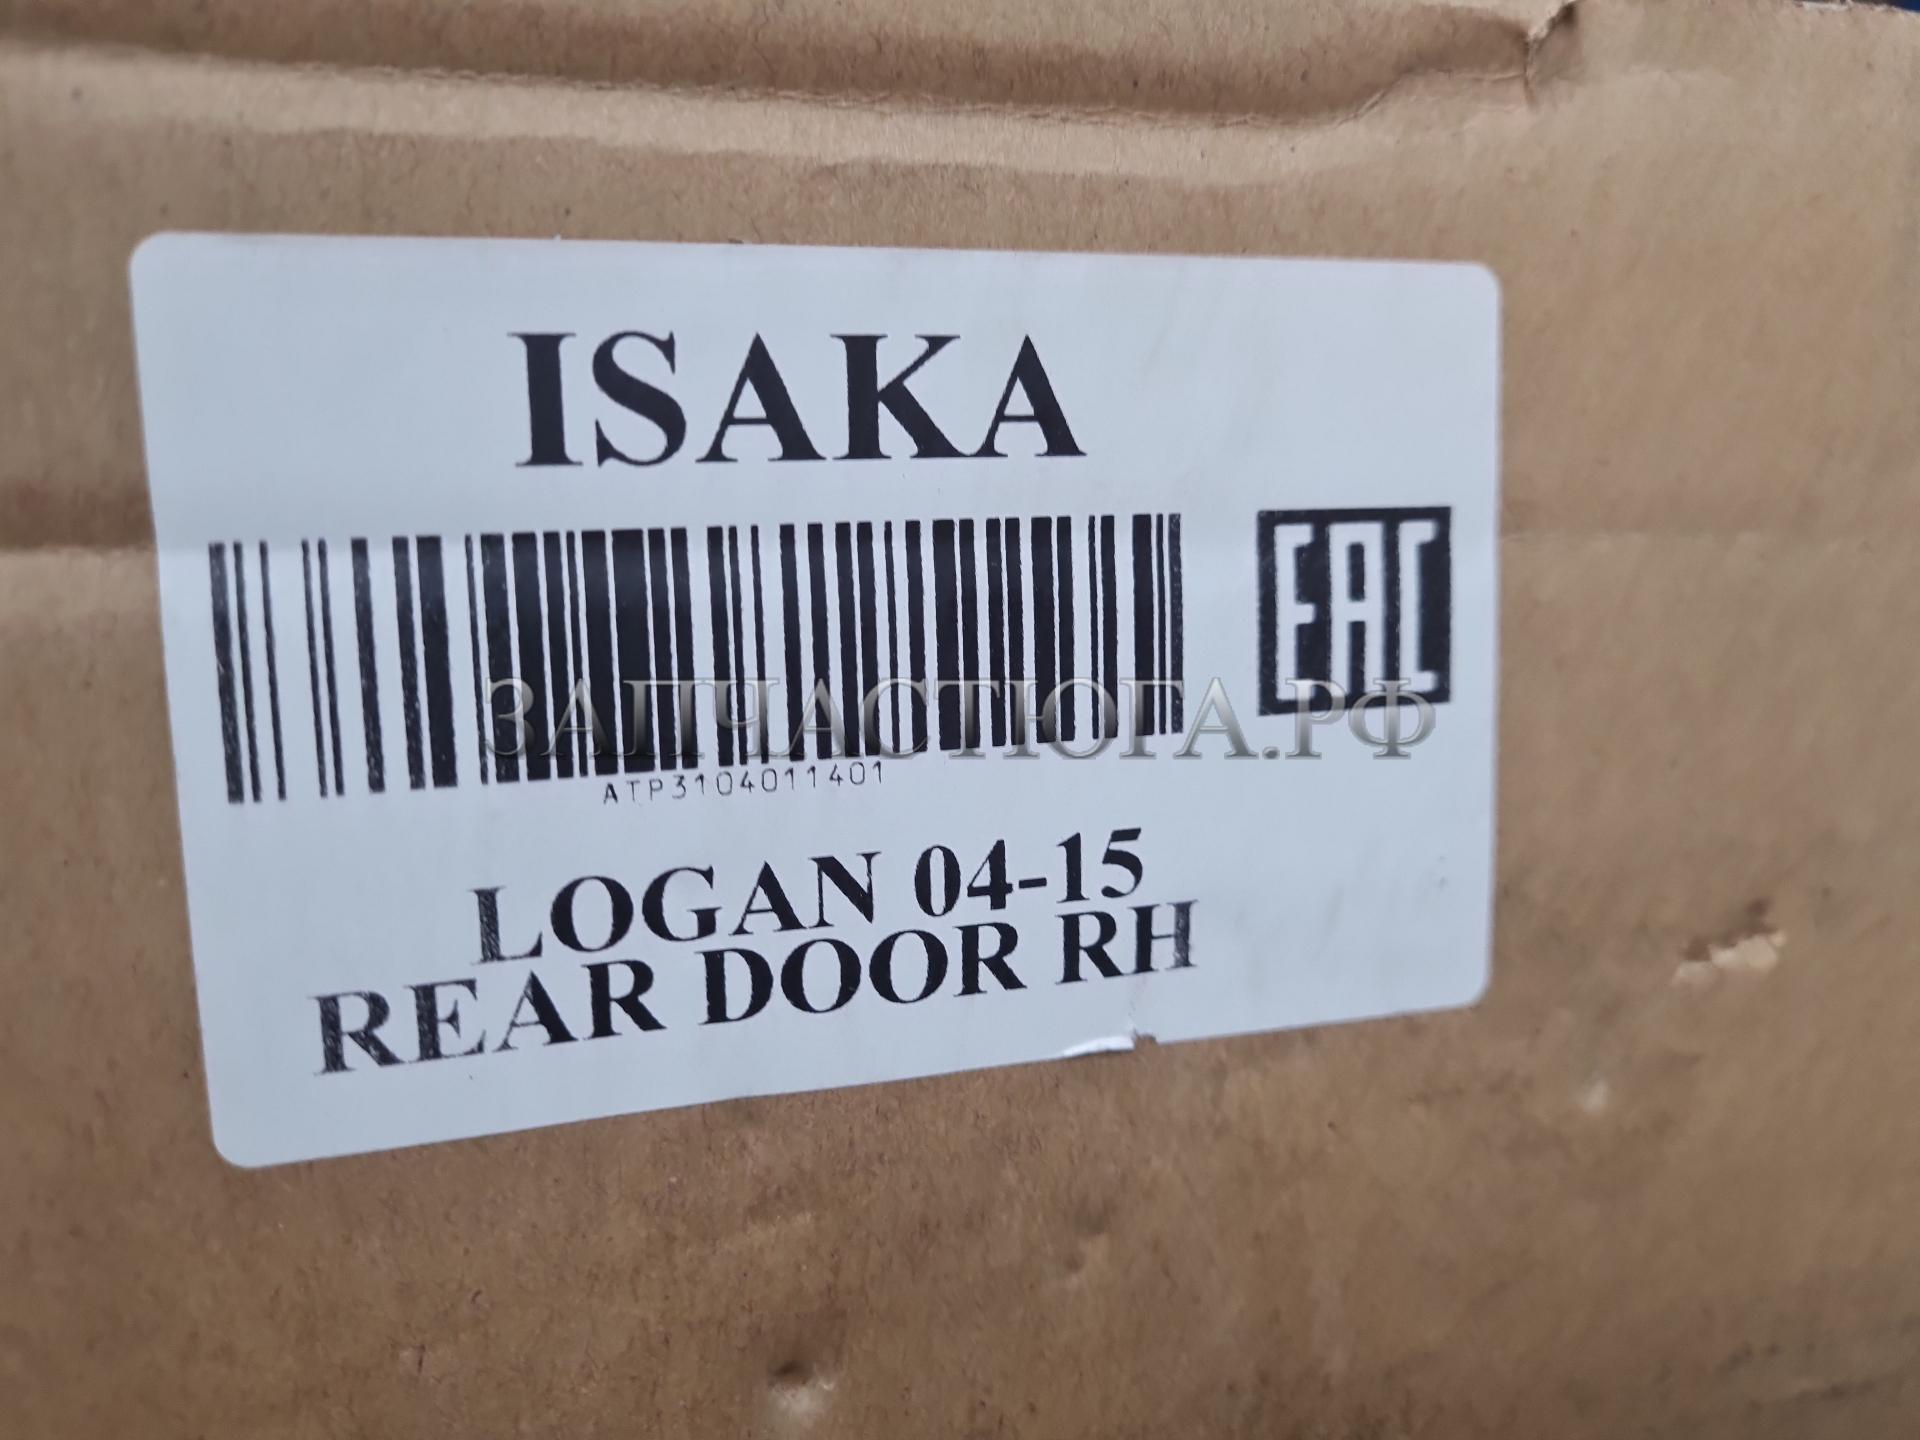 ISAKA
EAC
ЗАПЧАСТЮГА.РФ
ATP3104011401
LOGAN 04-15
REAR DOOR RH